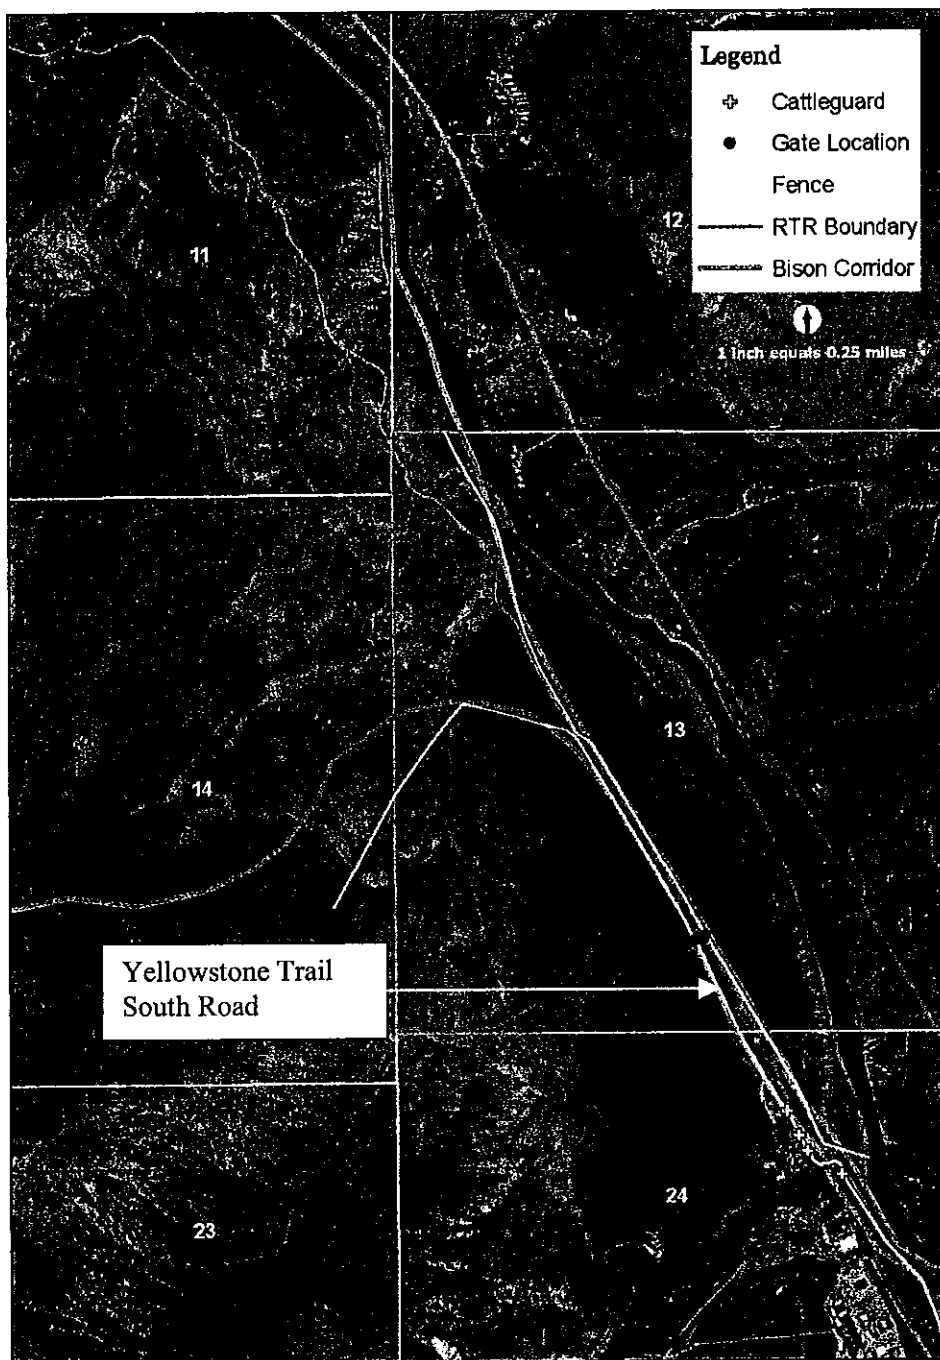 Legend
Cattleguard
Gate Location
Fence
RTR Boundary
Bison Corridor
1 inch equals 0.25 miles
11
12
13
14
Yellowstone Trail
South Road
23
24